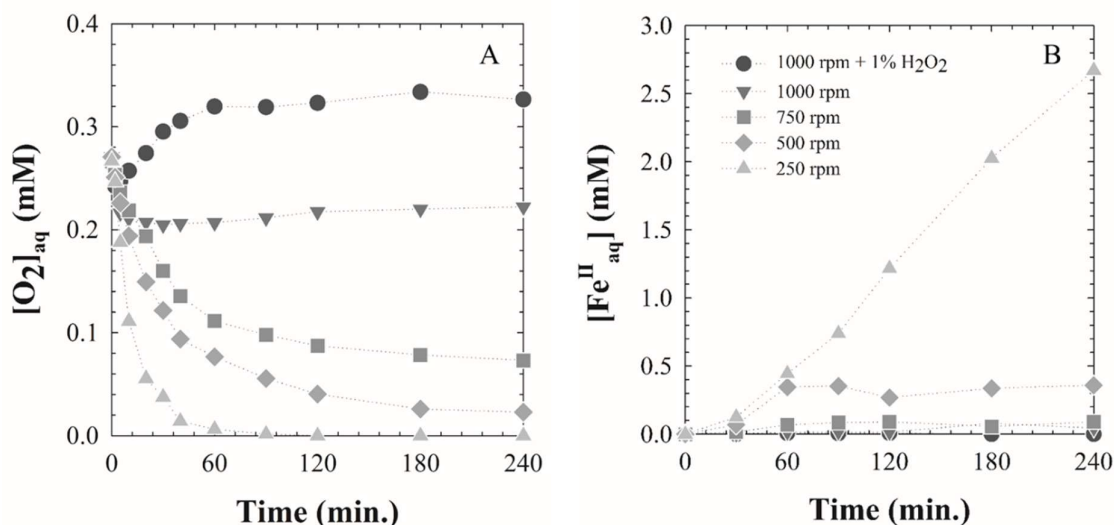 A
0.4
0.3
0.2
0.1
0.0
[O₂]aq (mM)
0 60 120 180 240
Time (min.)
B
3.0
2.5
2.0
1.5
1.0
0.5
0.0
[Feᴵᴵaq] (mM)
1000 rpm + 1% H₂O₂
1000 rpm
750 rpm
500 rpm
250 rpm
0 60 120 180 240
Time (min.)